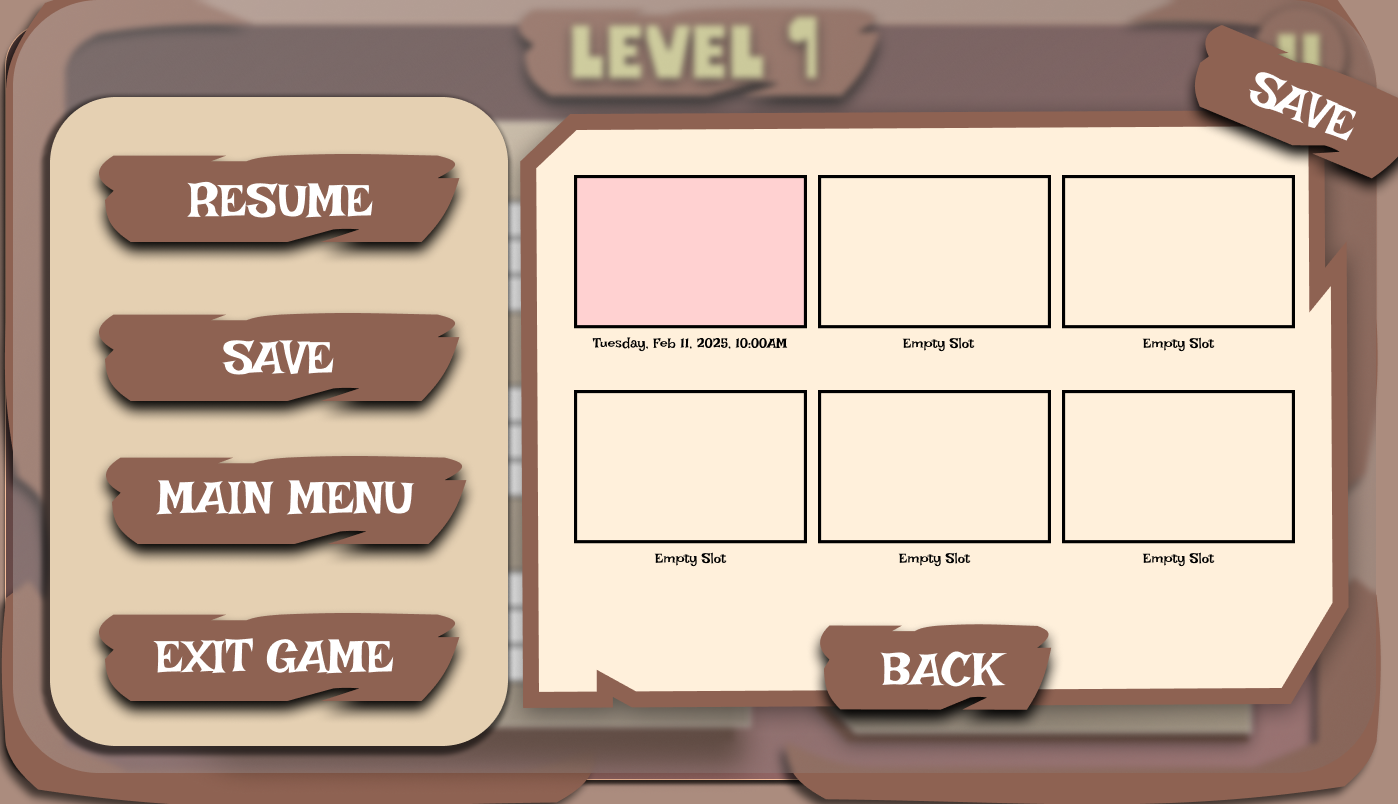 LEVEL 1
SAVE
RESUME
SAVE
MAIN MENU
EXIT GAME
Tuesday, Feb 11, 2025, 10:00AM
Empty Slot
Empty Slot
Empty Slot
Empty Slot
Empty Slot
BACK